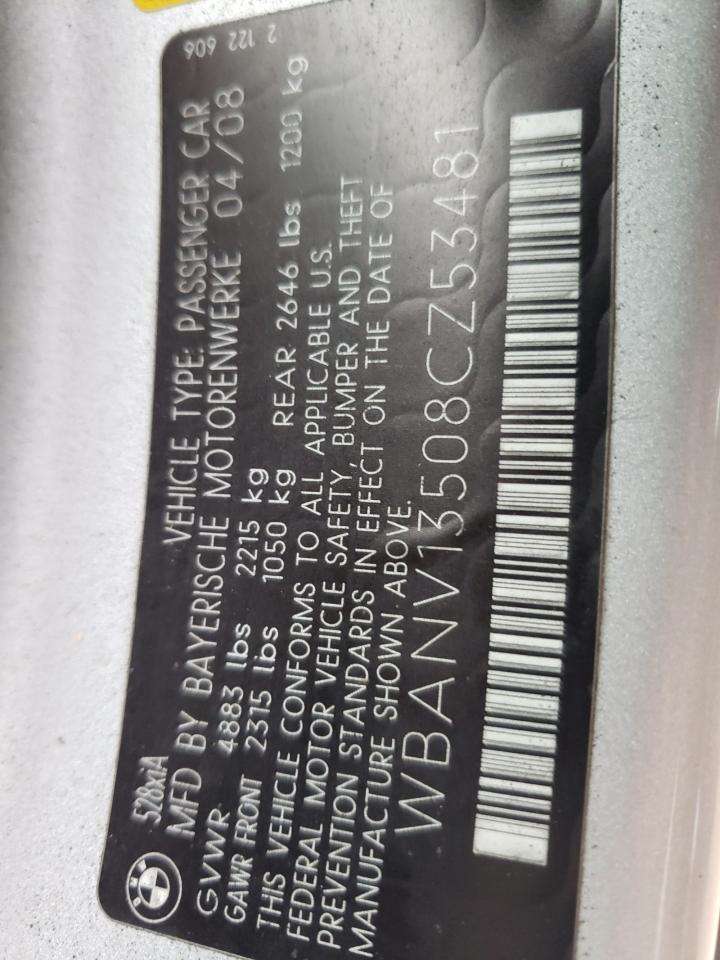 2 122 606
528xiA VEHICLE TYPE: PASSENGER CAR
MFD BY BAYERISCHE MOTORENWERKE 04/08
GVWR 4883 lbs 2215 kg
GAWR FRONT 2315 lbs 1050 kg REAR 2646 lbs 1200 kg
THIS VEHICLE CONFORMS TO ALL APPLICABLE U.S.
FEDERAL MOTOR VEHICLE SAFETY, BUMPER AND THEFT
PREVENTION STANDARDS IN EFFECT ON THE DATE OF
MANUFACTURE SHOWN ABOVE.
WBANV13508CZ53481